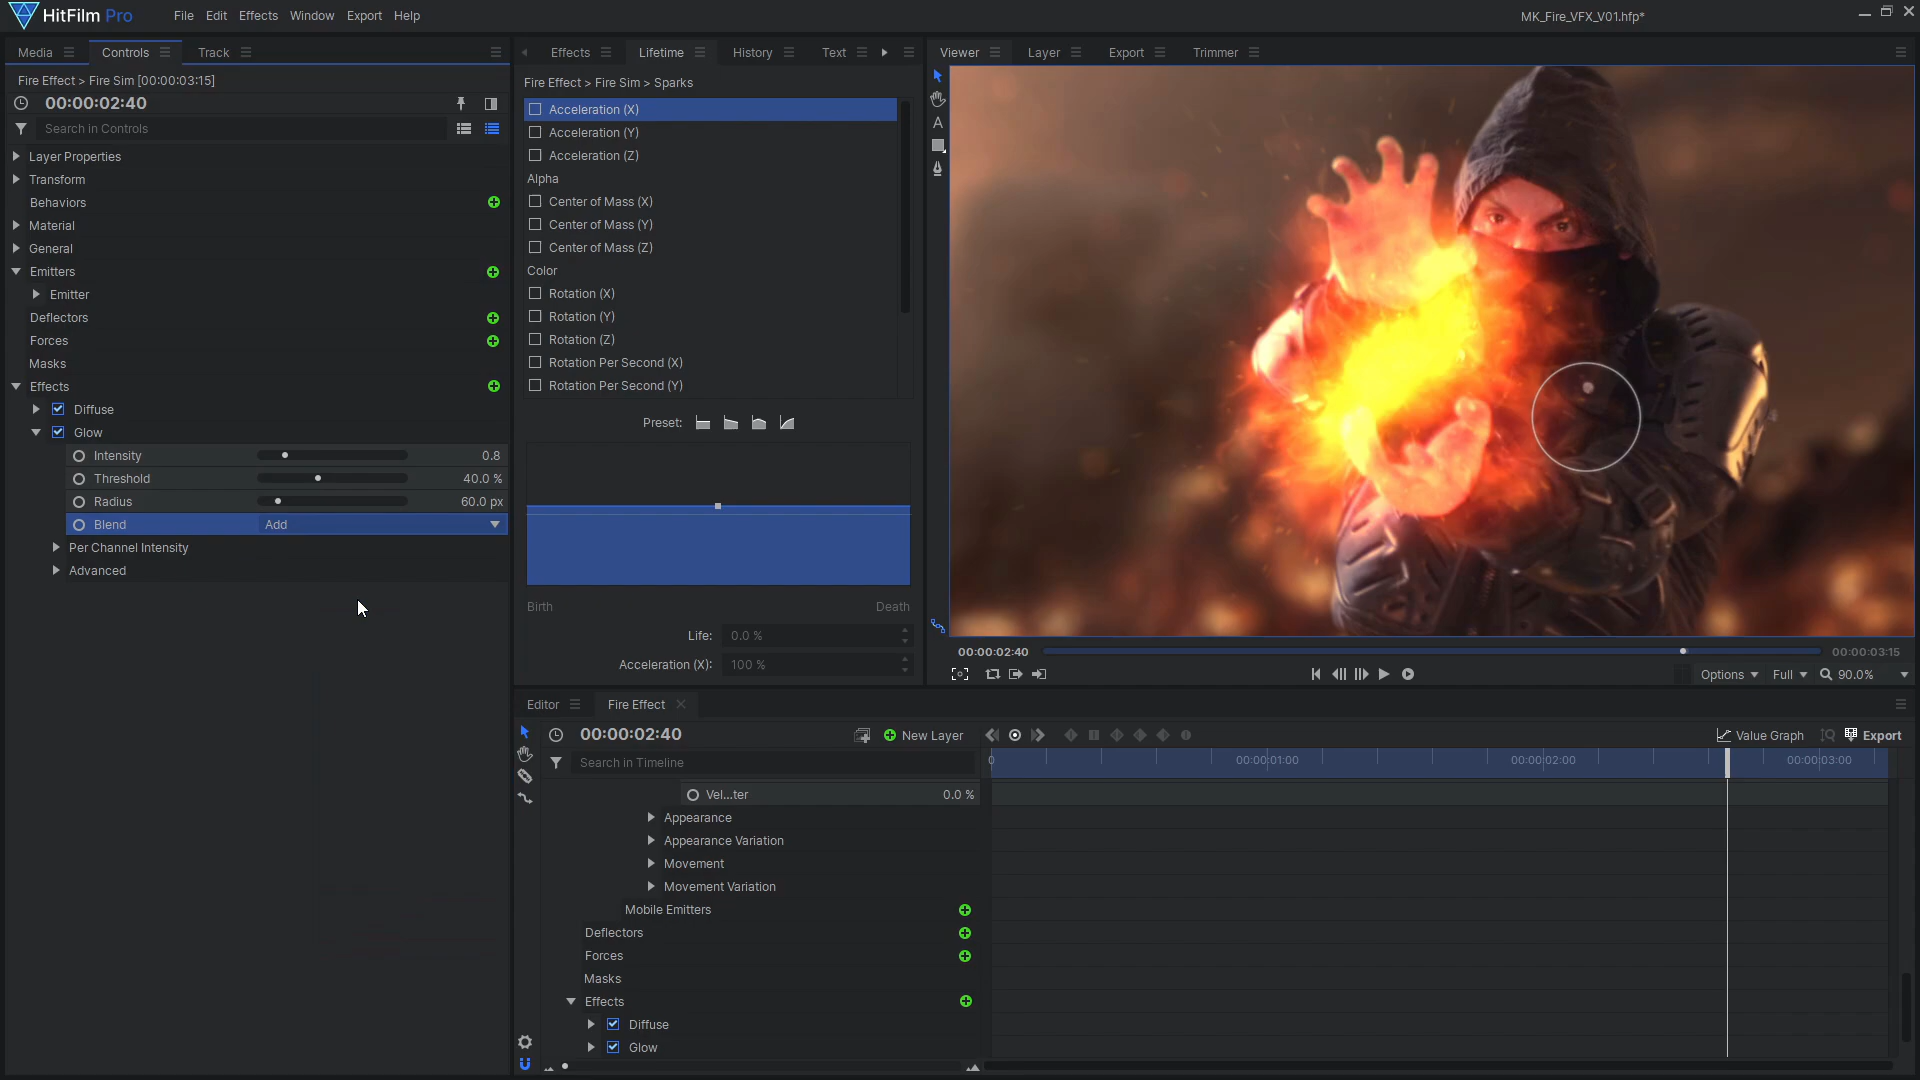 HitFilm Pro
File Edit Effects Window Export Help
MK_Fire_VFX_V01.hfp*
Media Controls Track
Fire Effect > Fire Sim [00:00:03:15]
00:00:02:40
Search in Controls
Layer Properties
Transform
Behaviors
Material
General
Emitters
Emitter
Deflectors
Forces
Masks
Effects
Diffuse
Glow
Intensity 0.8
Threshold 40.0 %
Radius 60.0 px
Blend Add
Per Channel Intensity
Advanced
Effects Lifetime History Text
Fire Effect > Fire Sim > Sparks
Acceleration (X)
Acceleration (Y)
Acceleration (Z)
Alpha
Center of Mass (X)
Center of Mass (Y)
Center of Mass (Z)
Color
Rotation (X)
Rotation (Y)
Rotation (Z)
Rotation Per Second (X)
Rotation Per Second (Y)
Preset:
Birth Death
Life: 0.0 %
Acceleration (X): 100 %
Viewer Layer Export Trimmer
A
00:00:02:40 00:00:03:15
Options Full 90.0%
Editor Fire Effect
00:00:02:40 New Layer Value Graph Export
Search in Timeline
0 00:00:01:00 00:00:02:00 00:00:03:00
Vel...ter 0.0 %
Appearance
Appearance Variation
Movement
Movement Variation
Mobile Emitters
Deflectors
Forces
Masks
Effects
Diffuse
Glow